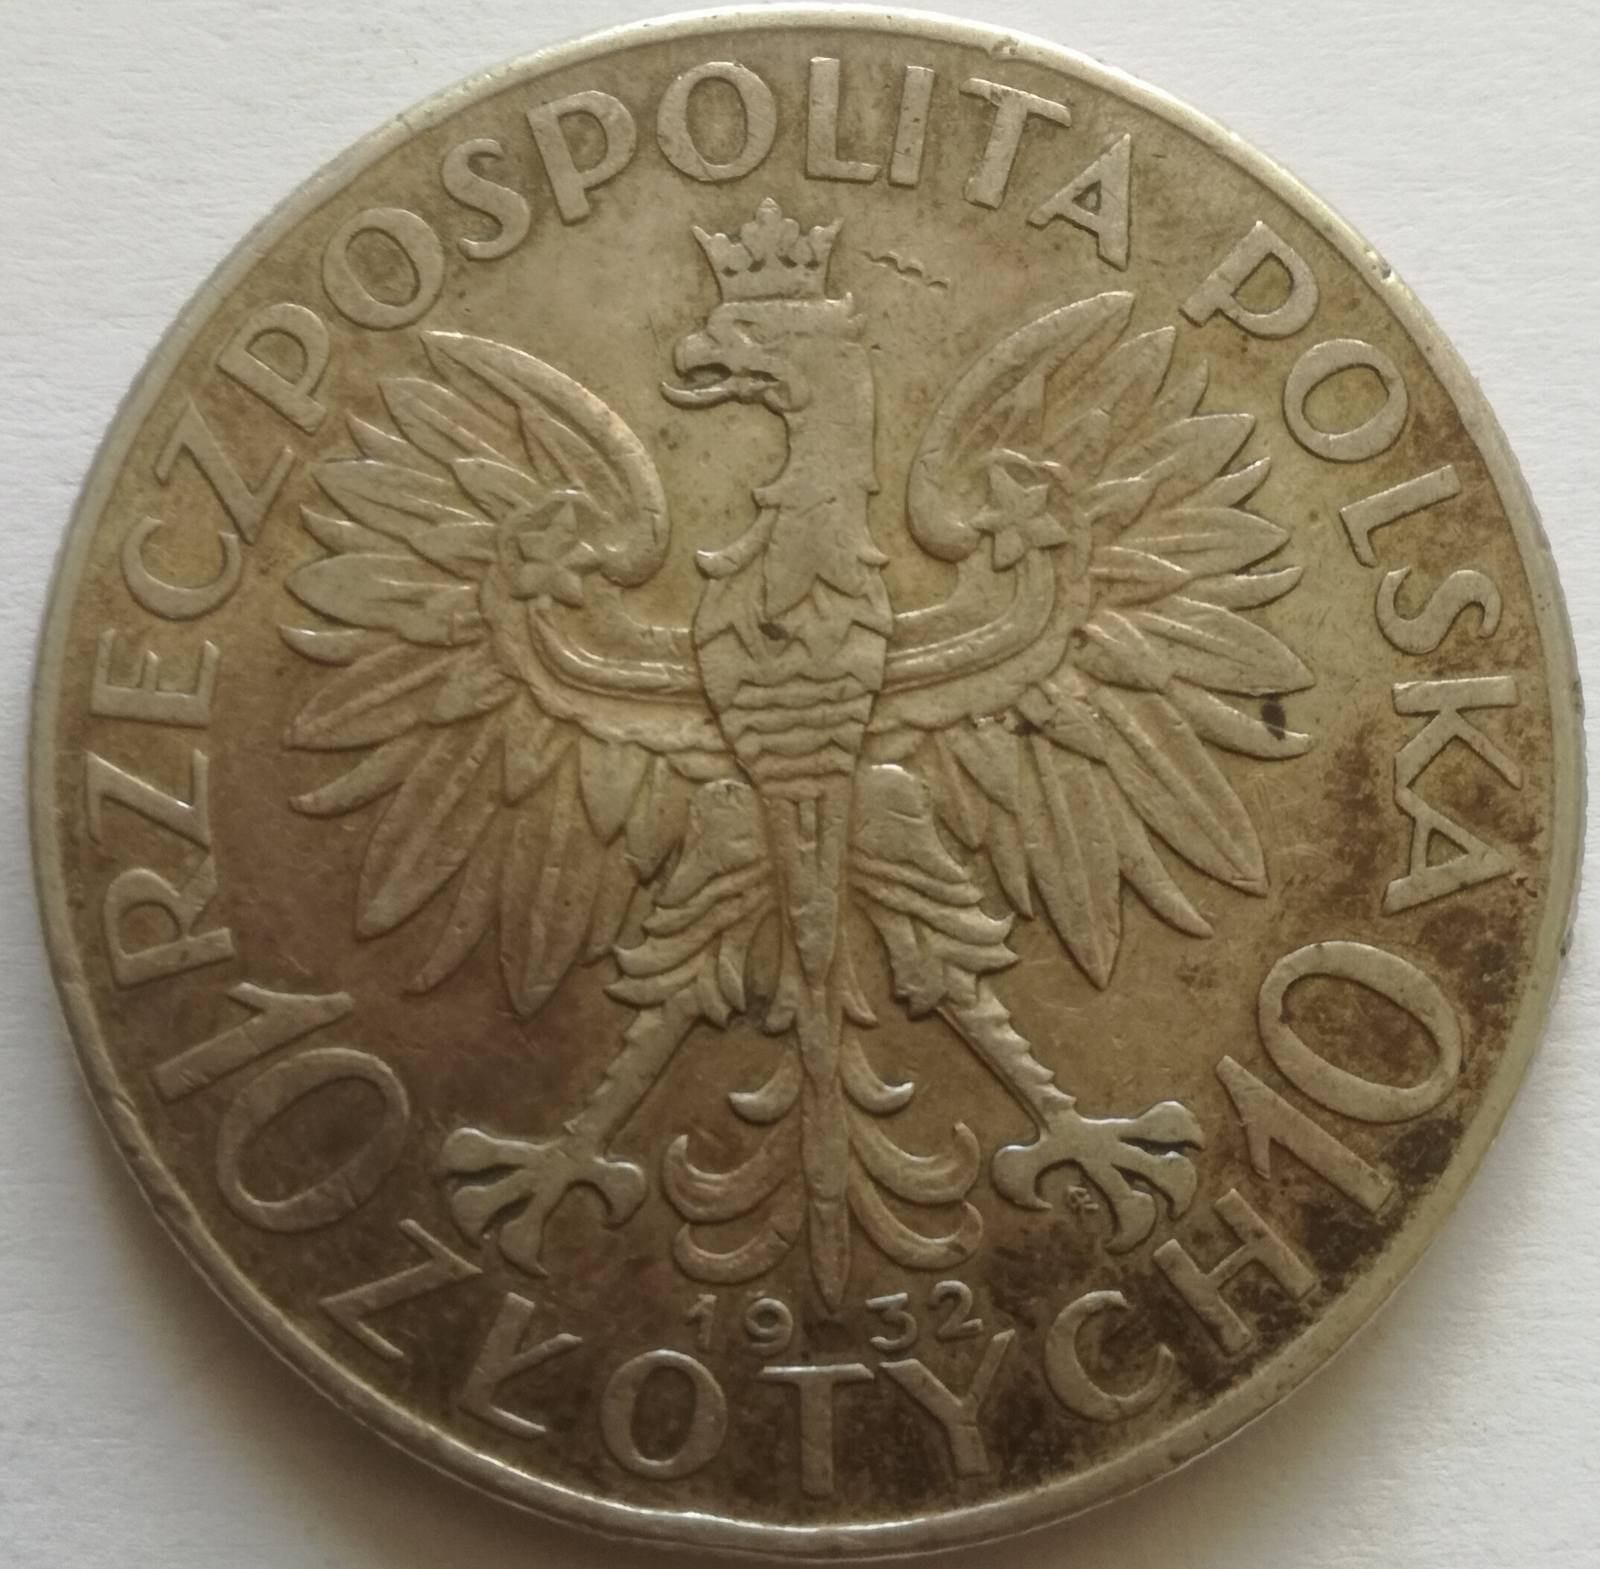 RZECZPOSPOLITA POLSKA
10 ZŁOTYCH 10
1932